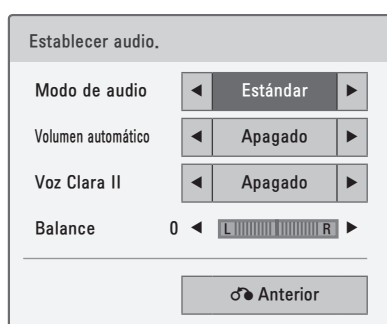 Establecer audio.
Modo de audio ◄ Estándar ►
Volumen automático ◄ Apagado ►
Voz Clara II ◄ Apagado ►
Balance 0 ◄ L R ►
Anterior